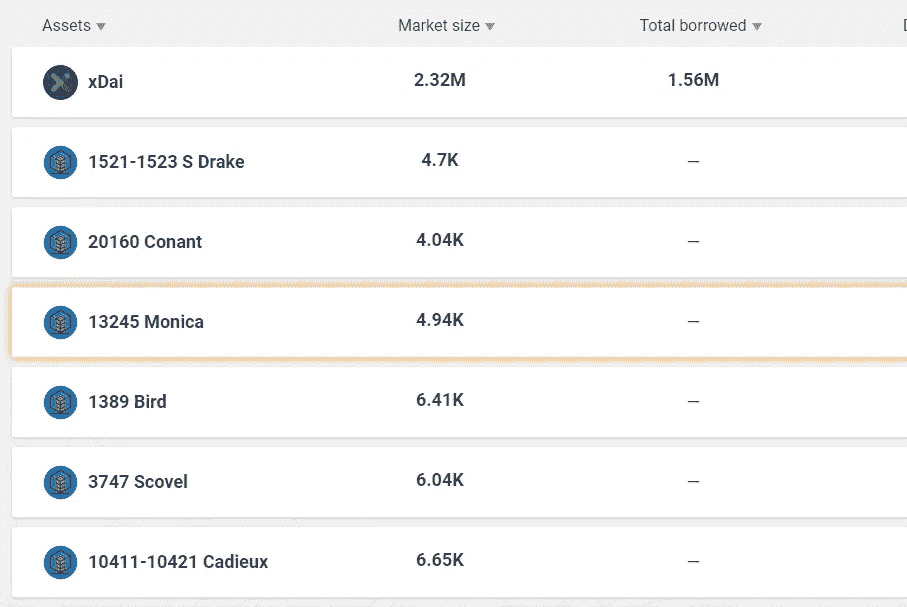 Assets ▼ Market size ▼ Total borrowed ▼
xDai 2.32M 1.56M
1521-1523 S Drake 4.7K —
20160 Conant 4.04K —
13245 Monica 4.94K —
1389 Bird 6.41K —
3747 Scovel 6.04K —
10411-10421 Cadieux 6.65K —